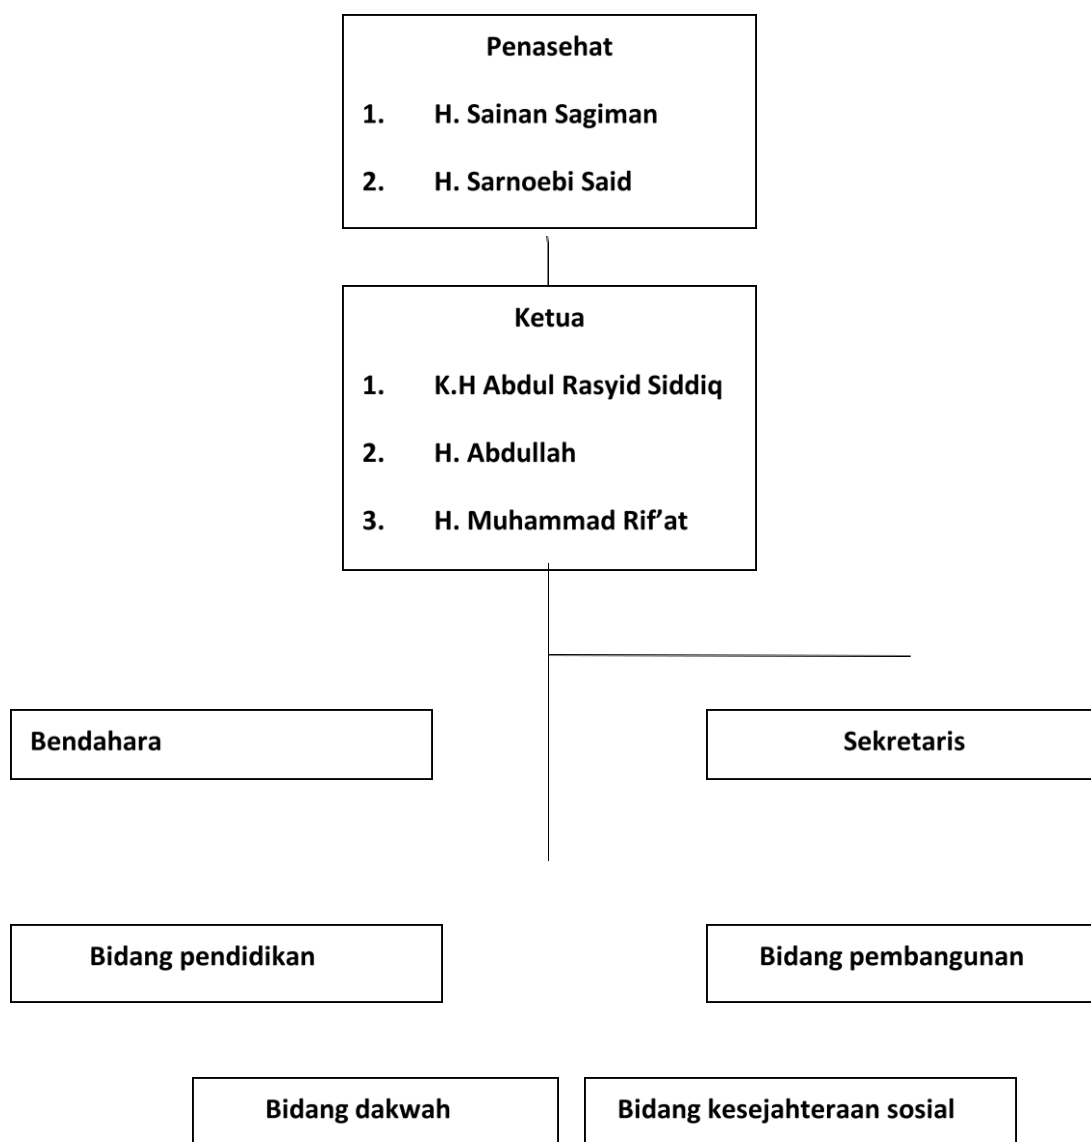 Penasehat
1. H. Sainan Sagiman
2. H. Sarnoebi Said
Ketua
1. K.H Abdul Rasyid Siddiq
2. H. Abdullah
3. H. Muhammad Rif’at
Bendahara
Sekretaris
Bidang pendidikan
Bidang pembangunan
Bidang dakwah
Bidang kesejahteraan sosial